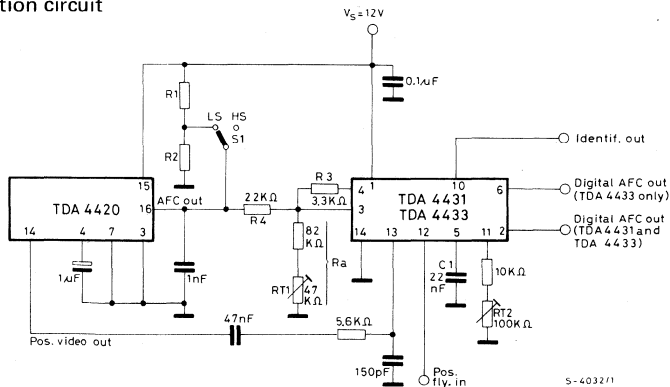 tion circuit
Vs=12V
0.1µF
R1
LS HS
S1
R2
Identif. out
15
TDA 4420
16
AFC out
22KΩ
R4
R3
3.3KΩ
4
1
10
TDA 4431
TDA 4433
6
3
Digital AFC out
(TDA 4433 only)
Digital AFC out
(TDA4431 and
TDA 4433)
14
4
7
3
14
13
12
5
11
2
1µF
1nF
82
KΩ
Ra
RT1
47
KΩ
C1
22
nF
10KΩ
RT2
100KΩ
47nF
5.6KΩ
Pos. video out
150pF
Pos.
fly. in
S-4032/1